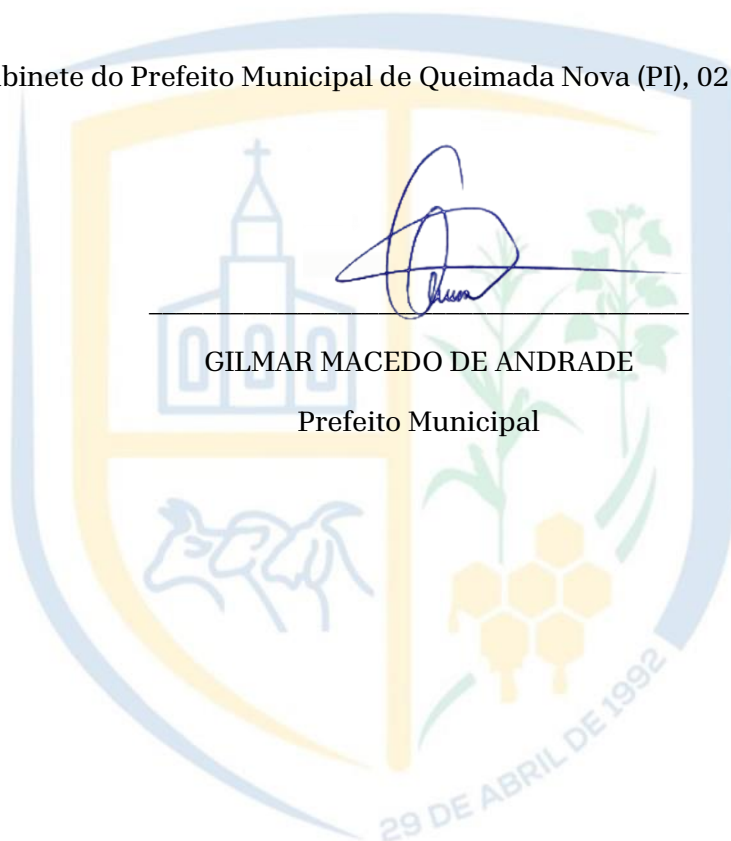 binete do Prefeito Municipal de Queimada Nova (PI), 02
GILMAR MACEDO DE ANDRADE
Prefeito Municipal
29 DE ABRIL DE 1992